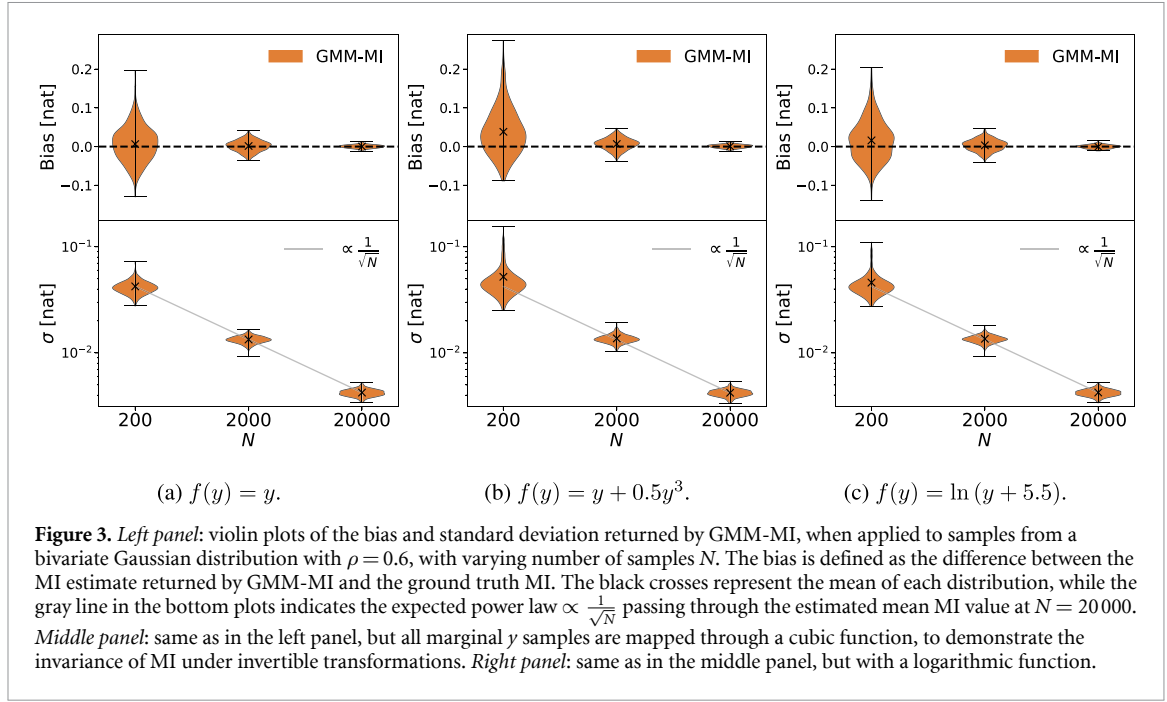 GMM-MI
GMM-MI
GMM-MI
Bias [nat]
0.2
0.1
0.0
−0.1
Bias [nat]
0.2
0.1
0.0
−0.1
Bias [nat]
0.2
0.1
0.0
−0.1
σ [nat]
10⁻¹
10⁻²
∝ 1/√N
σ [nat]
10⁻¹
10⁻²
∝ 1/√N
σ [nat]
10⁻¹
10⁻²
∝ 1/√N
200 2000 20000
N
200 2000 20000
N
200 2000 20000
N
(a) f(y) = y.
(b) f(y) = y + 0.5y³.
(c) f(y) = ln (y + 5.5).
Figure 3. Left panel: violin plots of the bias and standard deviation returned by GMM-MI, when applied to samples from a
bivariate Gaussian distribution with ρ = 0.6, with varying number of samples N. The bias is defined as the difference between the
MI estimate returned by GMM-MI and the ground truth MI. The black crosses represent the mean of each distribution, while the
gray line in the bottom plots indicates the expected power law ∝ 1/√N passing through the estimated mean MI value at N = 20 000.
Middle panel: same as in the left panel, but all marginal y samples are mapped through a cubic function, to demonstrate the
invariance of MI under invertible transformations. Right panel: same as in the middle panel, but with a logarithmic function.